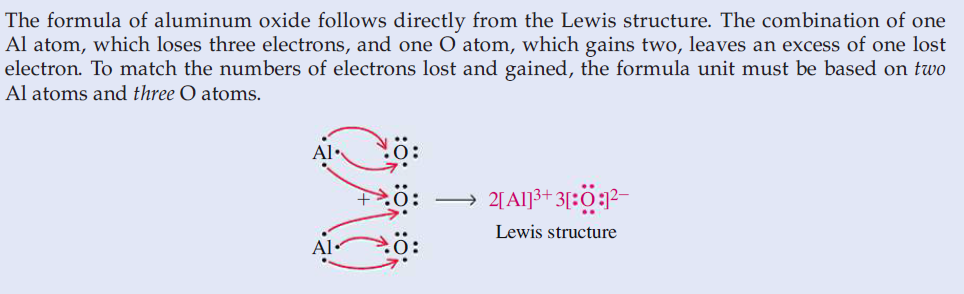 The formula of aluminum oxide follows directly from the Lewis structure. The combination of one
Al atom, which loses three electrons, and one O atom, which gains two, leaves an excess of one lost
electron. To match the numbers of electrons lost and gained, the formula unit must be based on two
Al atoms and three O atoms.
Al· ·Ö:
+ ·Ö: ⟶ 2[Al]³⁺ 3[:Ö:]²⁻
Lewis structure
Al· ·Ö: